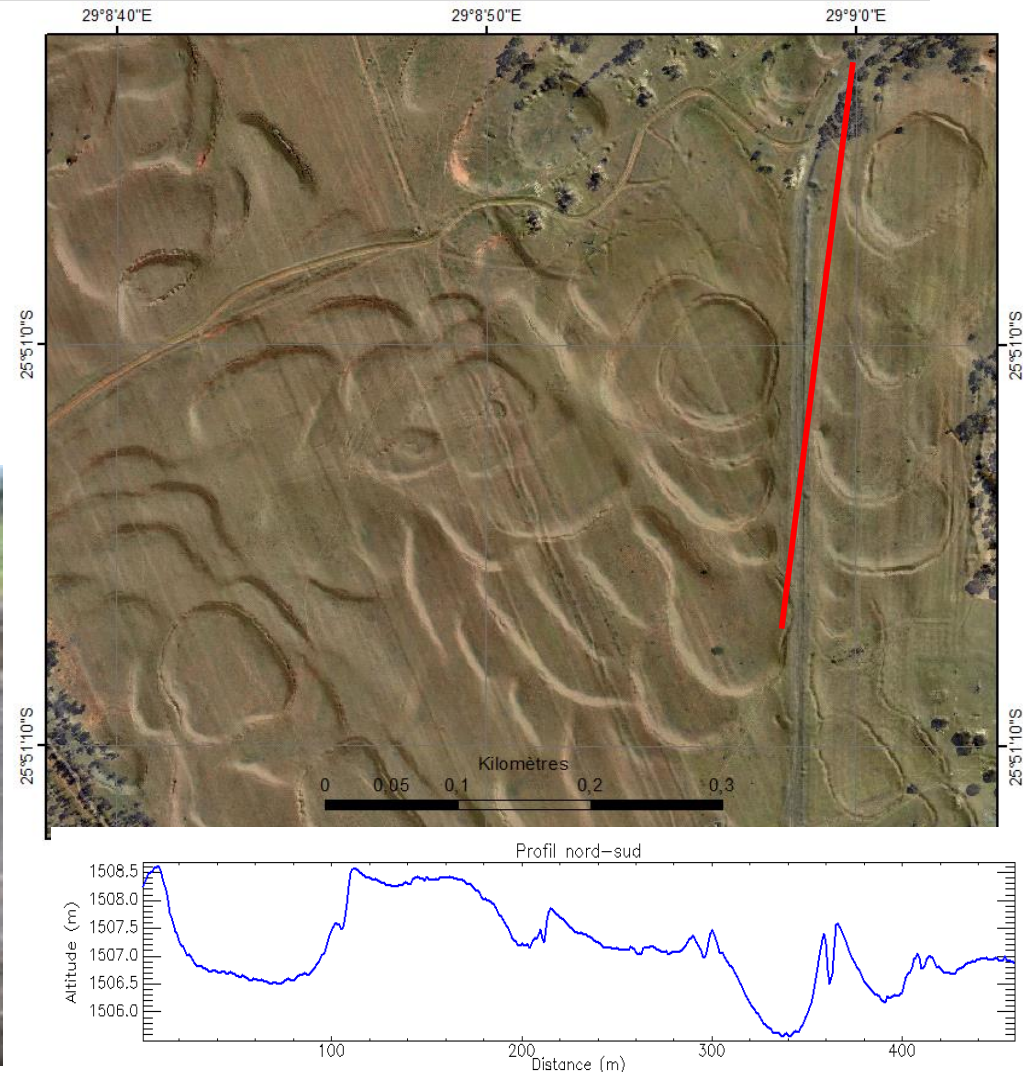 29°8'40"E 29°8'50"E 29°9'0"E
25°51'0"S 25°51'0"S
25°51'10"S 25°51'10"S
Kilomètres
0 0,05 0,1 0,2 0,3
Profil nord-sud
Altitude (m)
1508.5
1508.0
1507.5
1507.0
1506.5
1506.0
100 200 300 400
Distance (m)